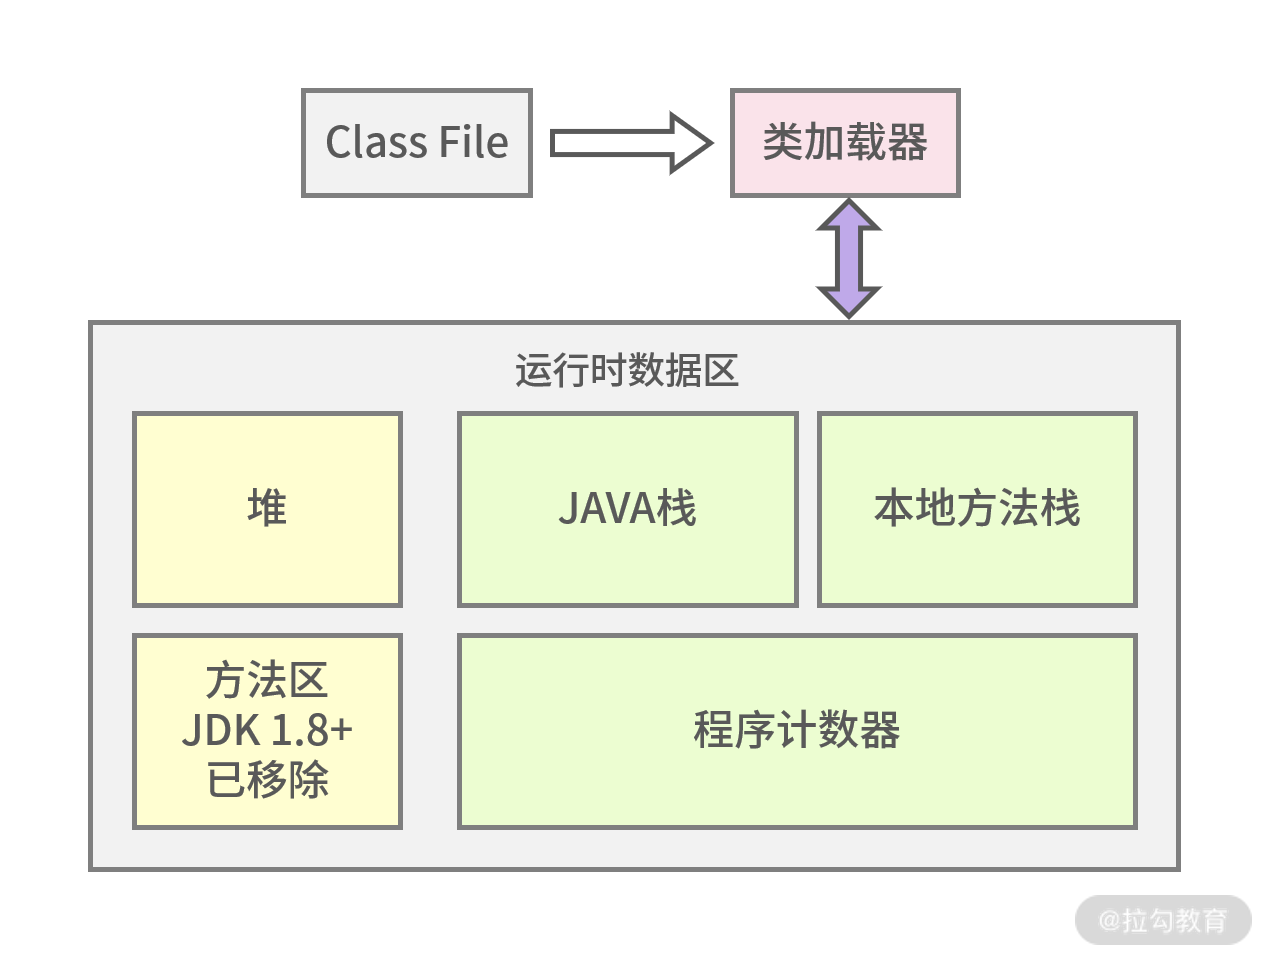 Class File
类加载器
运行时数据区
堆
JAVA栈
本地方法栈
方法区
JDK 1.8+
已移除
程序计数器
@拉勾教育